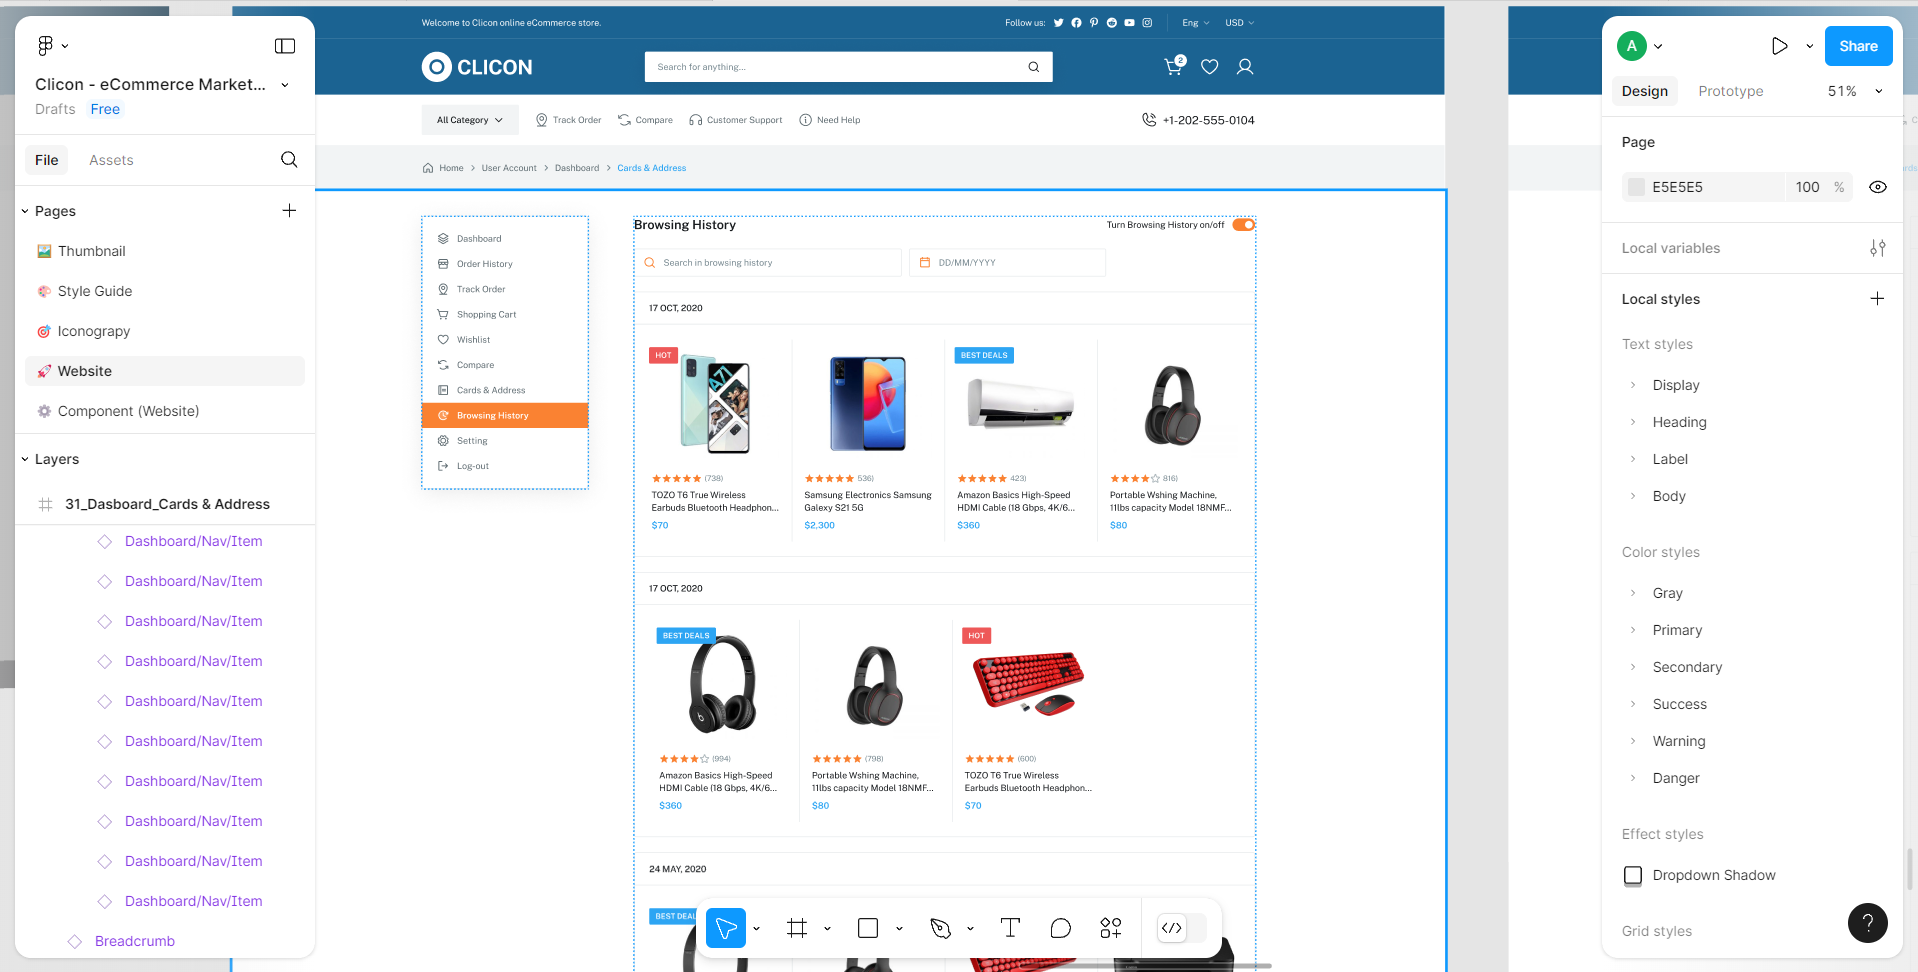 Welcome to Clicon online eCommerce store.
Follow us:
Eng
USD
CLICON
Search for anything...
2
All Category
Track Order
Compare
Customer Support
Need Help
+1-202-555-0104
Home
User Account
Dashboard
Cards & Address
Clicon - eCommerce Market...
Drafts
Free
File
Assets
Pages
Thumbnail
Style Guide
Iconograpy
Website
Component (Website)
Layers
31_Dasboard_Cards & Address
Dashboard/Nav/Item
Dashboard/Nav/Item
Dashboard/Nav/Item
Dashboard/Nav/Item
Dashboard/Nav/Item
Dashboard/Nav/Item
Dashboard/Nav/Item
Dashboard/Nav/Item
Dashboard/Nav/Item
Dashboard/Nav/Item
Breadcrumb
Dashboard
Order History
Track Order
Shopping Cart
Wishlist
Compare
Cards & Address
Browsing History
Setting
Log-out
Browsing History
Turn Browsing History on/off
Search in browsing history
DD/MM/YYYY
17 OCT, 2020
HOT
A71
(738)
TOZO T6 True Wireless
Earbuds Bluetooth Headphon...
$70
536)
Samsung Electronics Samsung
Galexy S21 5G
$2,300
BEST DEALS
423)
Amazon Basics High-Speed
HDMI Cable (18 Gbps, 4K/6...
$360
816)
Portable Wshing Machine,
11lbs capacity Model 18NMF...
$80
17 OCT, 2020
BEST DEALS
(994)
Amazon Basics High-Speed
HDMI Cable (18 Gbps, 4K/6...
$360
(798)
Portable Wshing Machine,
11lbs capacity Model 18NMF...
$80
HOT
(600)
TOZO T6 True Wireless
Earbuds Bluetooth Headphon...
$70
24 MAY, 2020
BEST DEAL
A
Share
Design
Prototype
51%
Page
E5E5E5
100
%
Local variables
Local styles
Text styles
Display
Heading
Label
Body
Color styles
Gray
Primary
Secondary
Success
Warning
Danger
Effect styles
Dropdown Shadow
Grid styles
?